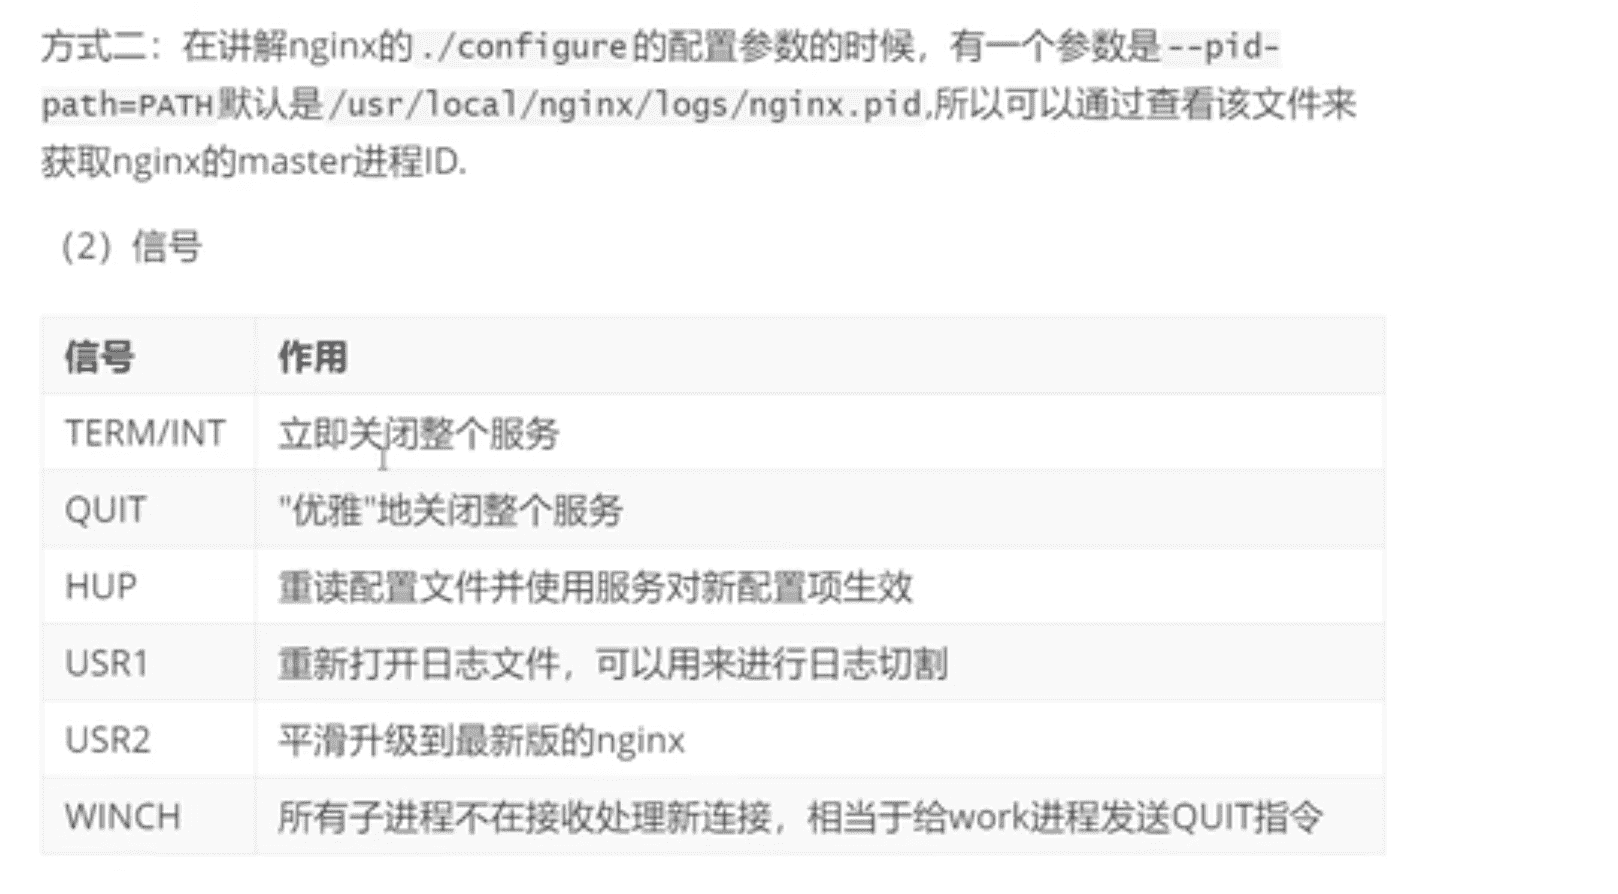 方式二：在讲解nginx的./configure的配置参数的时候，有一个参数是--pid-
path=PATH默认是/usr/local/nginx/logs/nginx.pid,所以可以通过查看该文件来
获取nginx的master进程ID.
（2）信号
信号 作用
TERM/INT 立即关闭整个服务
QUIT "优雅"地关闭整个服务
HUP 重读配置文件并使用服务对新配置项生效
USR1 重新打开日志文件，可以用来进行日志切割
USR2 平滑升级到最新版的nginx
WINCH 所有子进程不在接收处理新连接，相当于给work进程发送QUIT指令